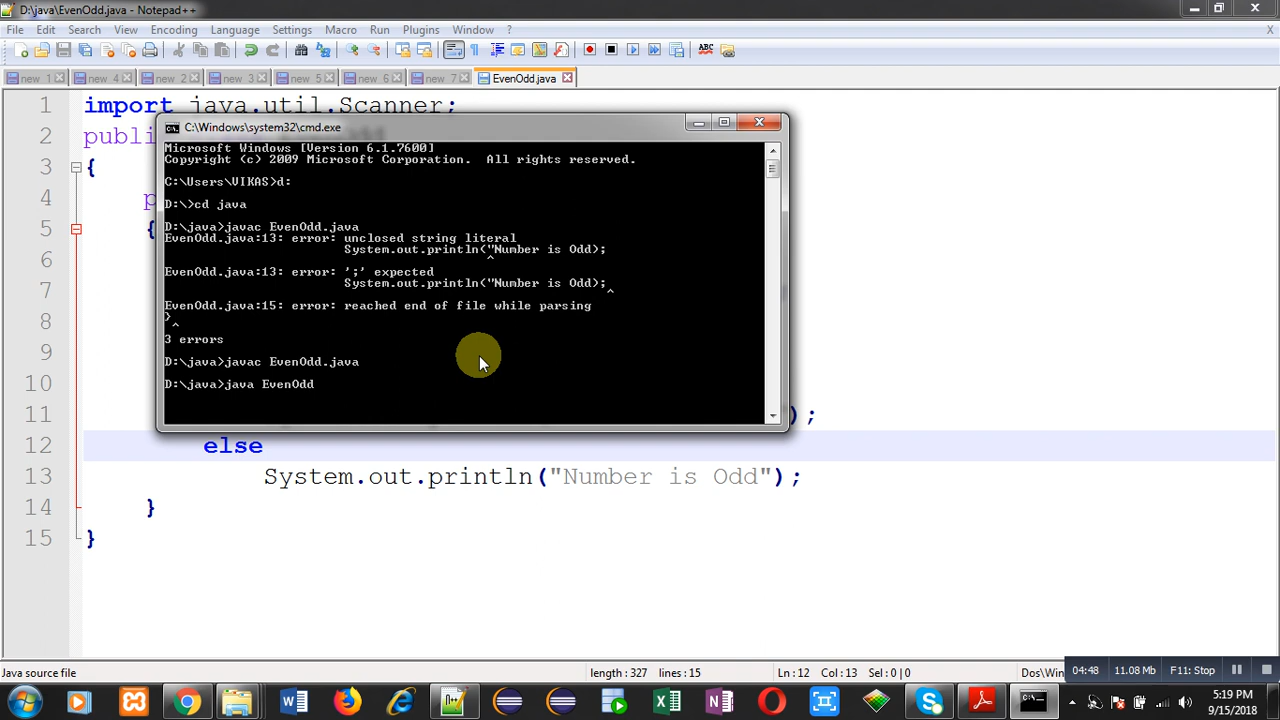 D:\java\EvenOdd.java - Notepad++
File Edit Search View Encoding Language Settings Macro Run Plugins Window ? X
new 1 new 4 new 2 new 3 new 5 new 6 new 7 EvenOdd.java
1 import java.util.Scanner;
2 publi
C:\Windows\system32\cmd.exe
Microsoft Windows [Version 6.1.7600]
Copyright (c) 2009 Microsoft Corporation. All rights reserved.
C:\Users\VIKAS>d:
D:\>cd java
D:\java>javac EvenOdd.java
EvenOdd.java:13: error: unclosed string literal
System.out.println("Number is Odd);
^
EvenOdd.java:13: error: ';' expected
System.out.println("Number is Odd);
^
EvenOdd.java:15: error: reached end of file while parsing
}
^
3 errors
D:\java>javac EvenOdd.java
D:\java>java EvenOdd
3 {
4 p
5 {
6
7
8
9
10
11 );
12 else
13 System.out.println("Number is Odd");
14 }
15 }
Java source file length : 327 lines : 15 Ln : 12 Col : 13 Sel : 0 | 0 Dos\Win
04:48 11.08 Mb F11: Stop
5:19 PM
9/15/2018